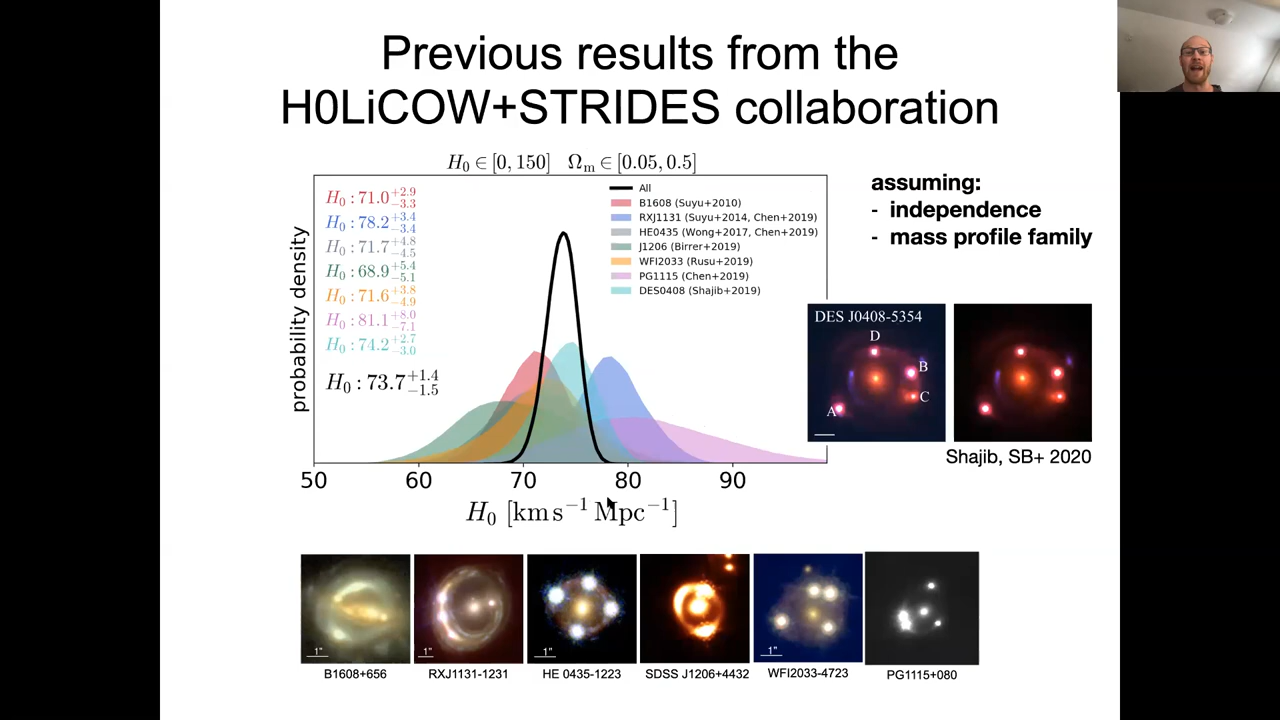 Previous results from the
H0LiCOW+STRIDES collaboration
H₀ ∈ [0, 150] Ωₘ ∈ [0.05, 0.5]
H₀ : 71.0 +2.9 −3.3
H₀ : 78.2 +3.4 −3.4
H₀ : 71.7 +4.8 −4.5
H₀ : 68.9 +5.4 −5.1
H₀ : 71.6 +3.8 −4.9
H₀ : 81.1 +8.0 −7.1
H₀ : 74.2 +2.7 −3.0
H₀ : 73.7 +1.4 −1.5
All
B1608 (Suyu+2010)
RXJ1131 (Suyu+2014, Chen+2019)
HE0435 (Wong+2017, Chen+2019)
J1206 (Birrer+2019)
WFI2033 (Rusu+2019)
PG1115 (Chen+2019)
DES0408 (Shajib+2019)
probability density
50 60 70 80 90
H₀ [km s⁻¹ Mpc⁻¹]
assuming:
- independence
- mass profile family
DES J0408-5354
D
B
C
A
Shajib, SB+ 2020
1" 1" 1" 1" 1"
B1608+656 RXJ1131-1231 HE 0435-1223 SDSS J1206+4432 WFI2033-4723 PG1115+080